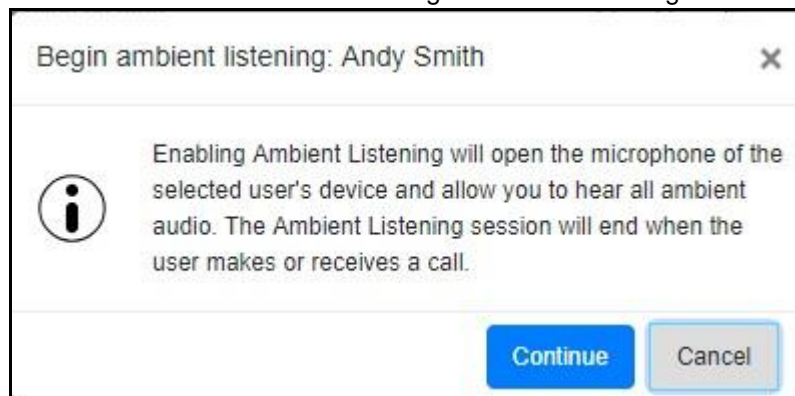 Begin ambient listening: Andy Smith ×
Enabling Ambient Listening will open the microphone of the
selected user's device and allow you to hear all ambient
audio. The Ambient Listening session will end when the
user makes or receives a call.
Continue Cancel